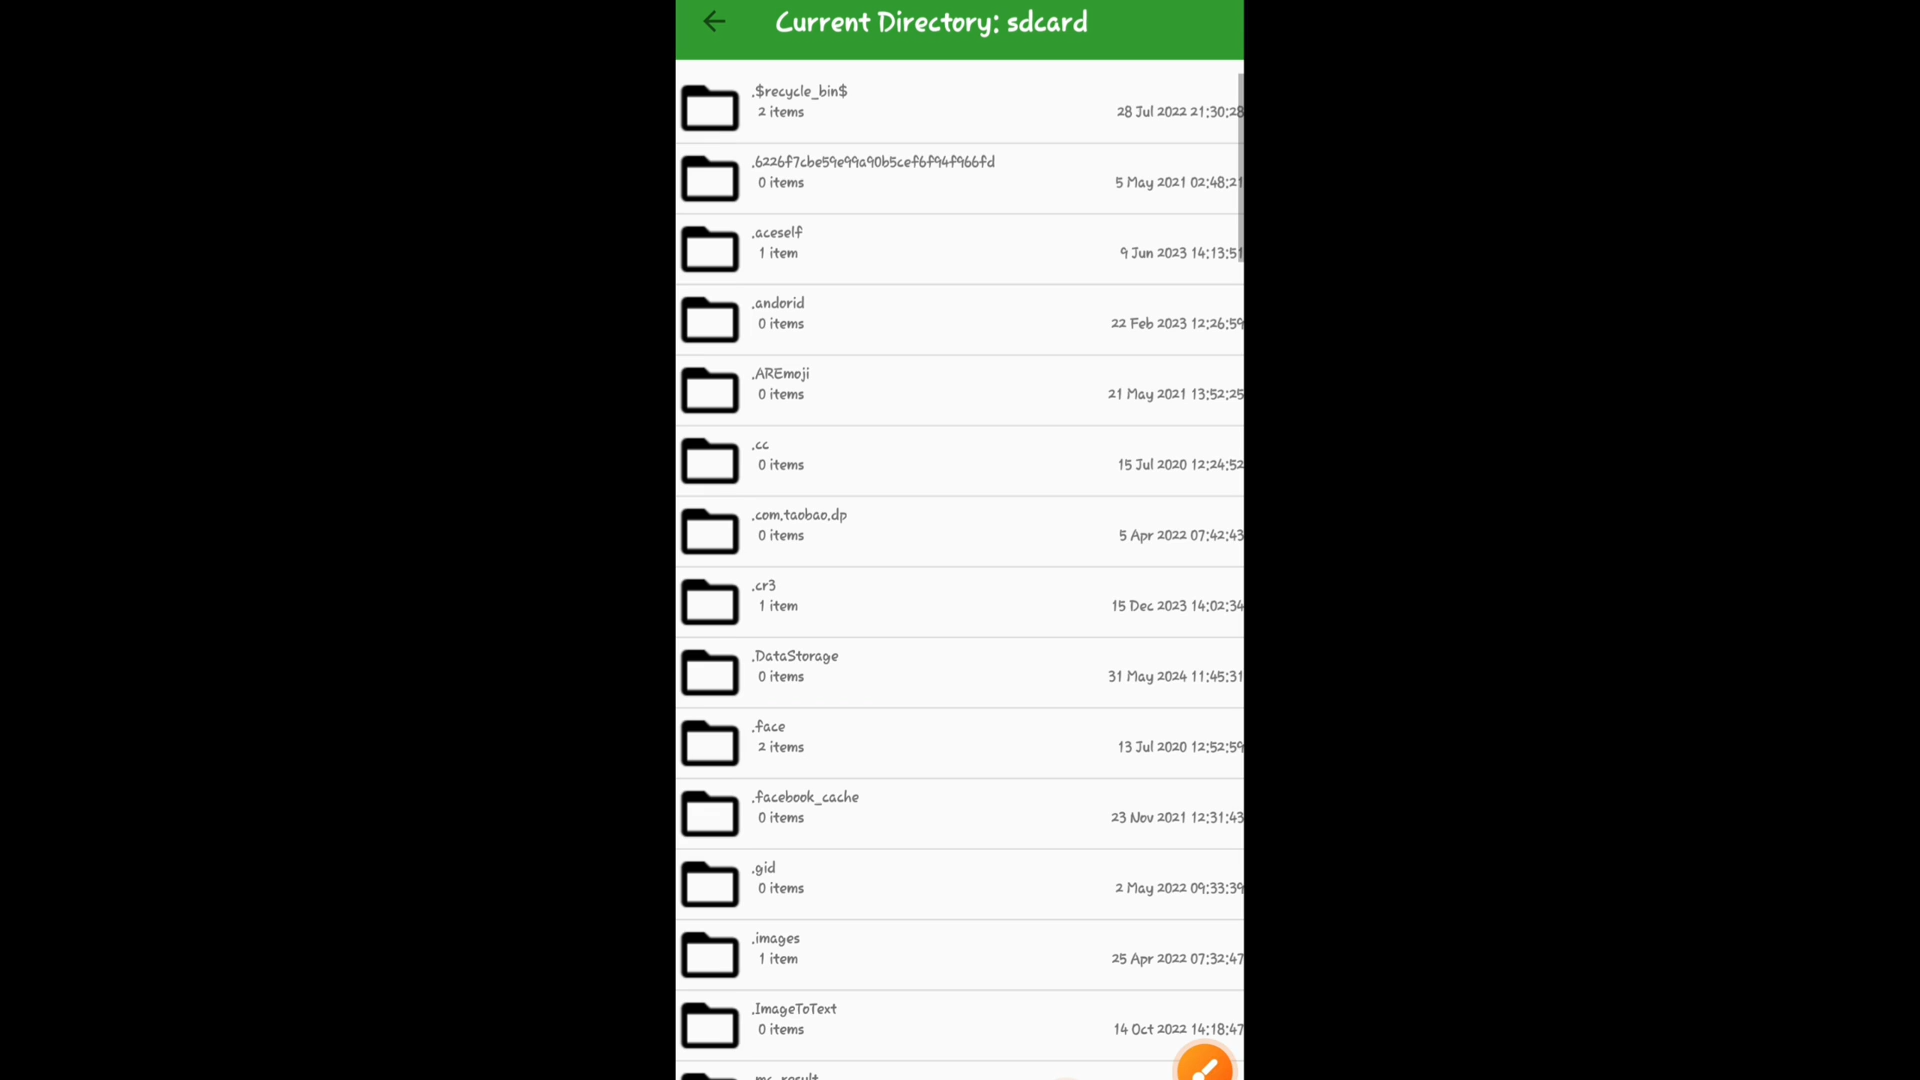 Current Directory: sdcard
.$recycle_bin$
2 items 28 Jul 2022 21:30:28
.6226f7cbe59e99a90b5cef6f94f966fd
0 items 5 May 2021 02:48:21
.aceself
1 item 9 Jun 2023 14:13:51
.andorid
0 items 22 Feb 2023 12:26:59
.AREmoji
0 items 21 May 2021 13:52:25
.cc
0 items 15 Jul 2020 12:24:52
.com.taobao.dp
0 items 5 Apr 2022 07:42:43
.cr3
1 item 15 Dec 2023 14:02:34
.DataStorage
0 items 31 May 2024 11:45:31
.face
2 items 13 Jul 2020 12:52:59
.facebook_cache
0 items 23 Nov 2021 12:31:43
.gid
0 items 2 May 2022 09:33:39
.images
1 item 25 Apr 2022 07:32:47
.ImageToText
0 items 14 Oct 2022 14:18:47